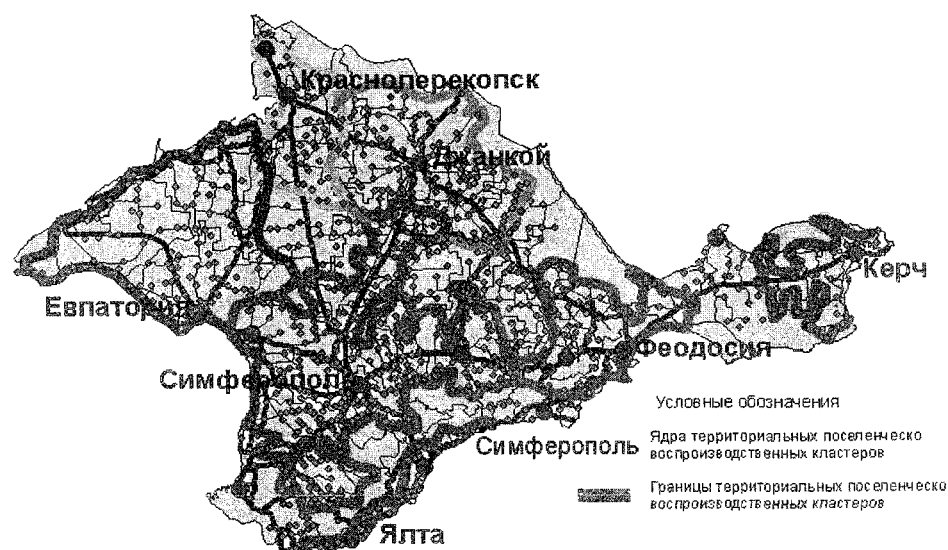 Красноперекопск
Джанкой
Керч
Евпатория
Феодосия
Симферополь
Условные обозначения
Симферополь
Ядра территориальных поселенческо
воспроизводственных кластеров
Границы территориальных поселенческо
воспроизводственных кластеров
Ялта